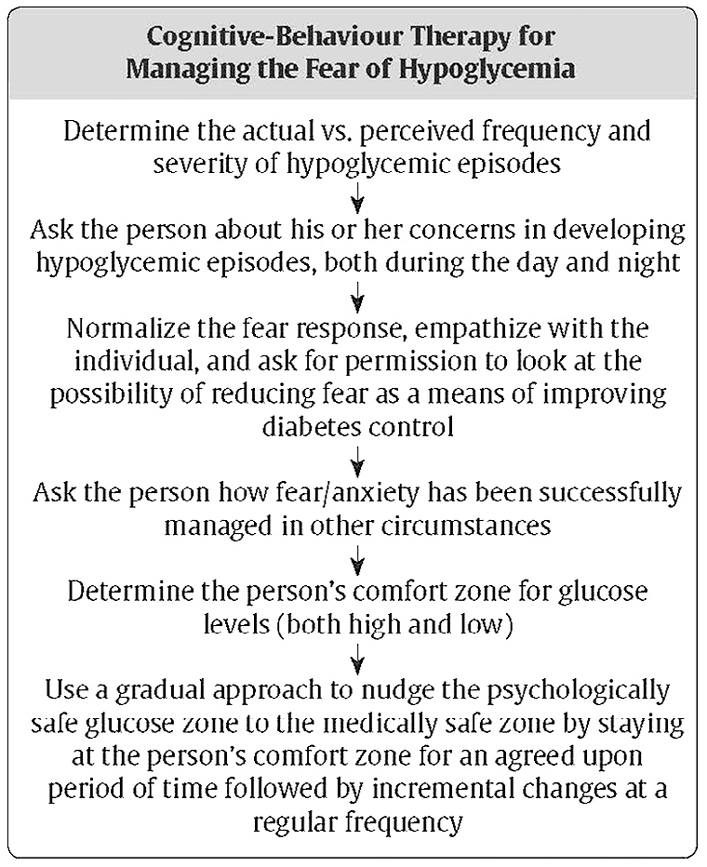 Cognitive-Behaviour Therapy for
Managing the Fear of Hypoglycemia
Determine the actual vs. perceived frequency and
severity of hypoglycemic episodes
Ask the person about his or her concerns in developing
hypoglycemic episodes, both during the day and night
Normalize the fear response, empathize with the
individual, and ask for permission to look at the
possibility of reducing fear as a means of improving
diabetes control
Ask the person how fear/anxiety has been successfully
managed in other circumstances
Determine the person's comfort zone for glucose
levels (both high and low)
Use a gradual approach to nudge the psychologically
safe glucose zone to the medically safe zone by staying
at the person's comfort zone for an agreed upon
period of time followed by incremental changes at a
regular frequency